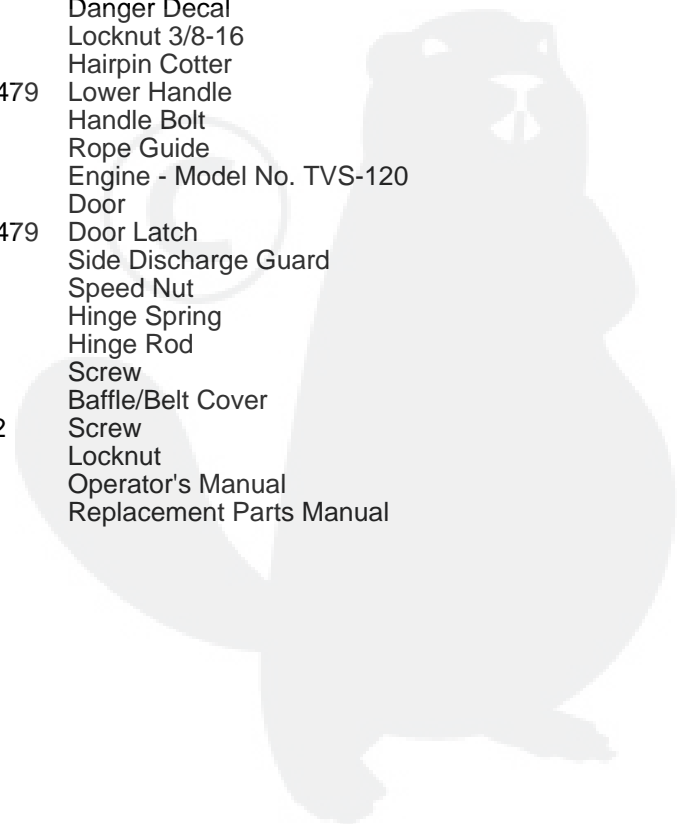 Danger Decal
Locknut 3/8-16
Hairpin Cotter
479 Lower Handle
Handle Bolt
Rope Guide
Engine - Model No. TVS-120
Door
479 Door Latch
Side Discharge Guard
Speed Nut
Hinge Spring
Hinge Rod
Screw
Baffle/Belt Cover
2 Screw
Locknut
Operator's Manual
Replacement Parts Manual
©